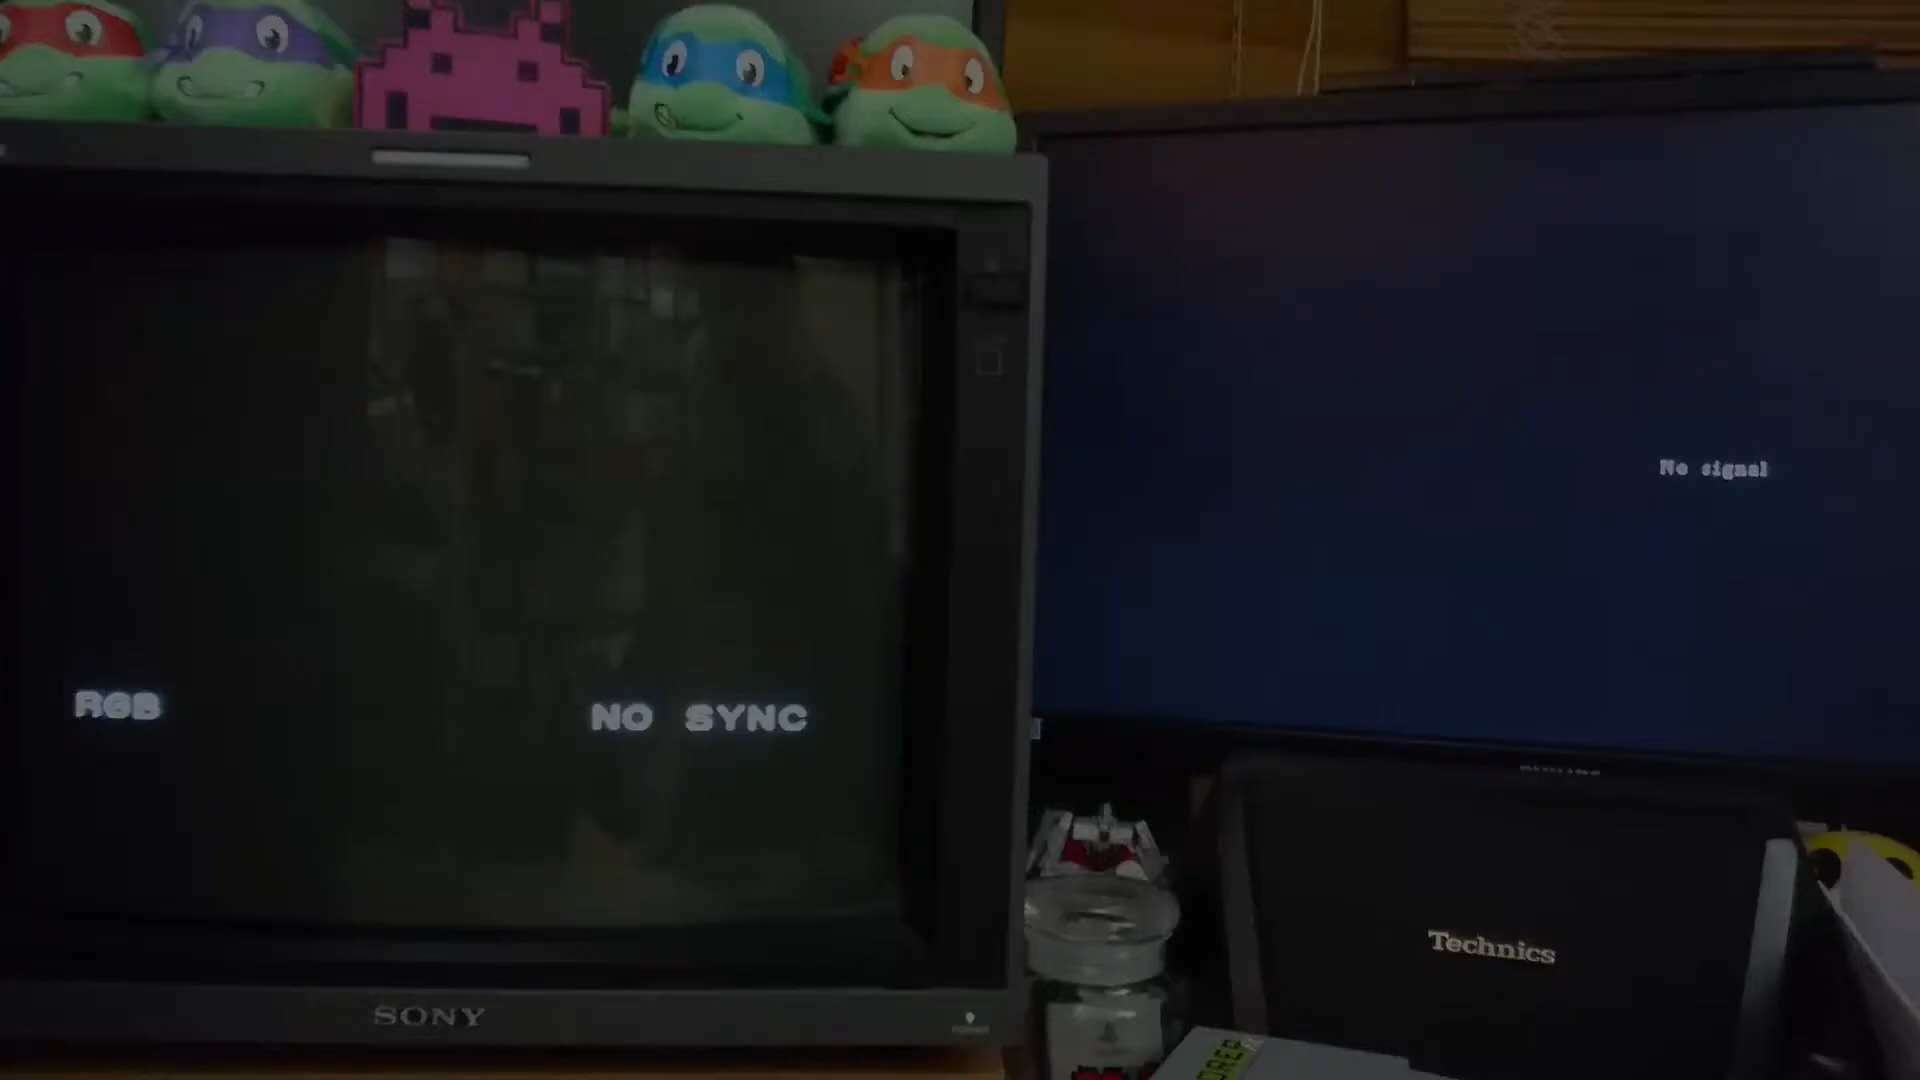 No signal
RGB
NO SYNC
Technics
SONY